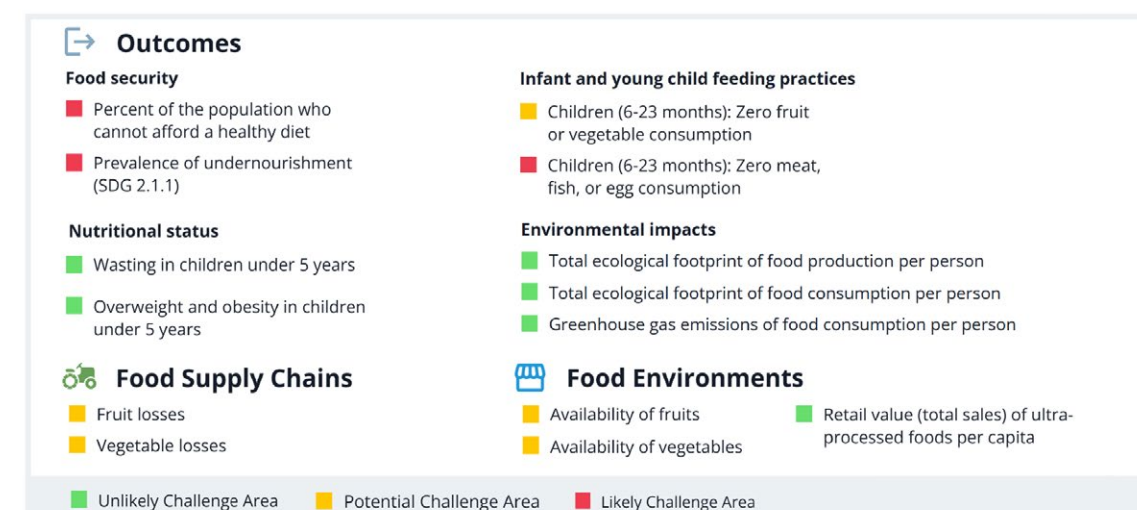 Outcomes
Food security
Percent of the population who
cannot afford a healthy diet
Prevalence of undernourishment
(SDG 2.1.1)
Nutritional status
Wasting in children under 5 years
Overweight and obesity in children
under 5 years
Infant and young child feeding practices
Children (6-23 months): Zero fruit
or vegetable consumption
Children (6-23 months): Zero meat,
fish, or egg consumption
Environmental impacts
Total ecological footprint of food production per person
Total ecological footprint of food consumption per person
Greenhouse gas emissions of food consumption per person
Food Supply Chains
Fruit losses
Vegetable losses
Food Environments
Availability of fruits
Availability of vegetables
Retail value (total sales) of ultra-
processed foods per capita
Unlikely Challenge Area
Potential Challenge Area
Likely Challenge Area